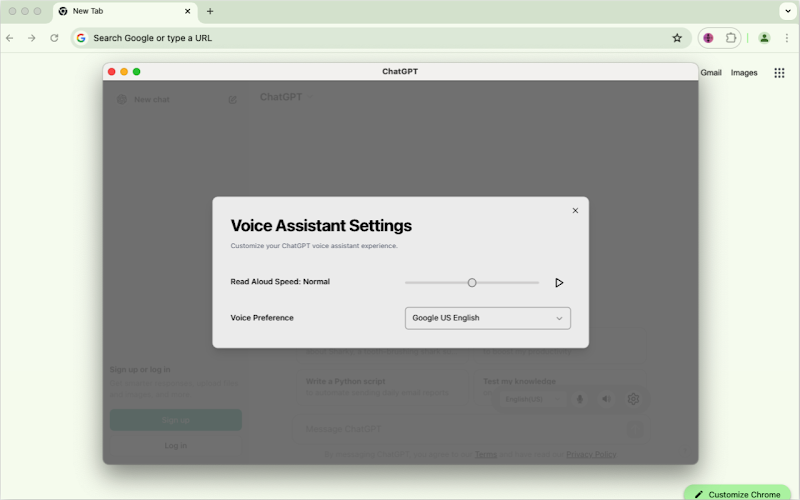 New Tab
Search Google or type a URL
Gmail Images
ChatGPT
New chat
ChatGPT
Voice Assistant Settings
Customize your ChatGPT voice assistant experience.
Read Aloud Speed: Normal
Voice Preference
Google US English
Sign up or log in
Write a Python script
Test my knowledge
English (US)
Sign up
Message ChatGPT
Log in
Terms
Privacy Policy
Customize Chrome